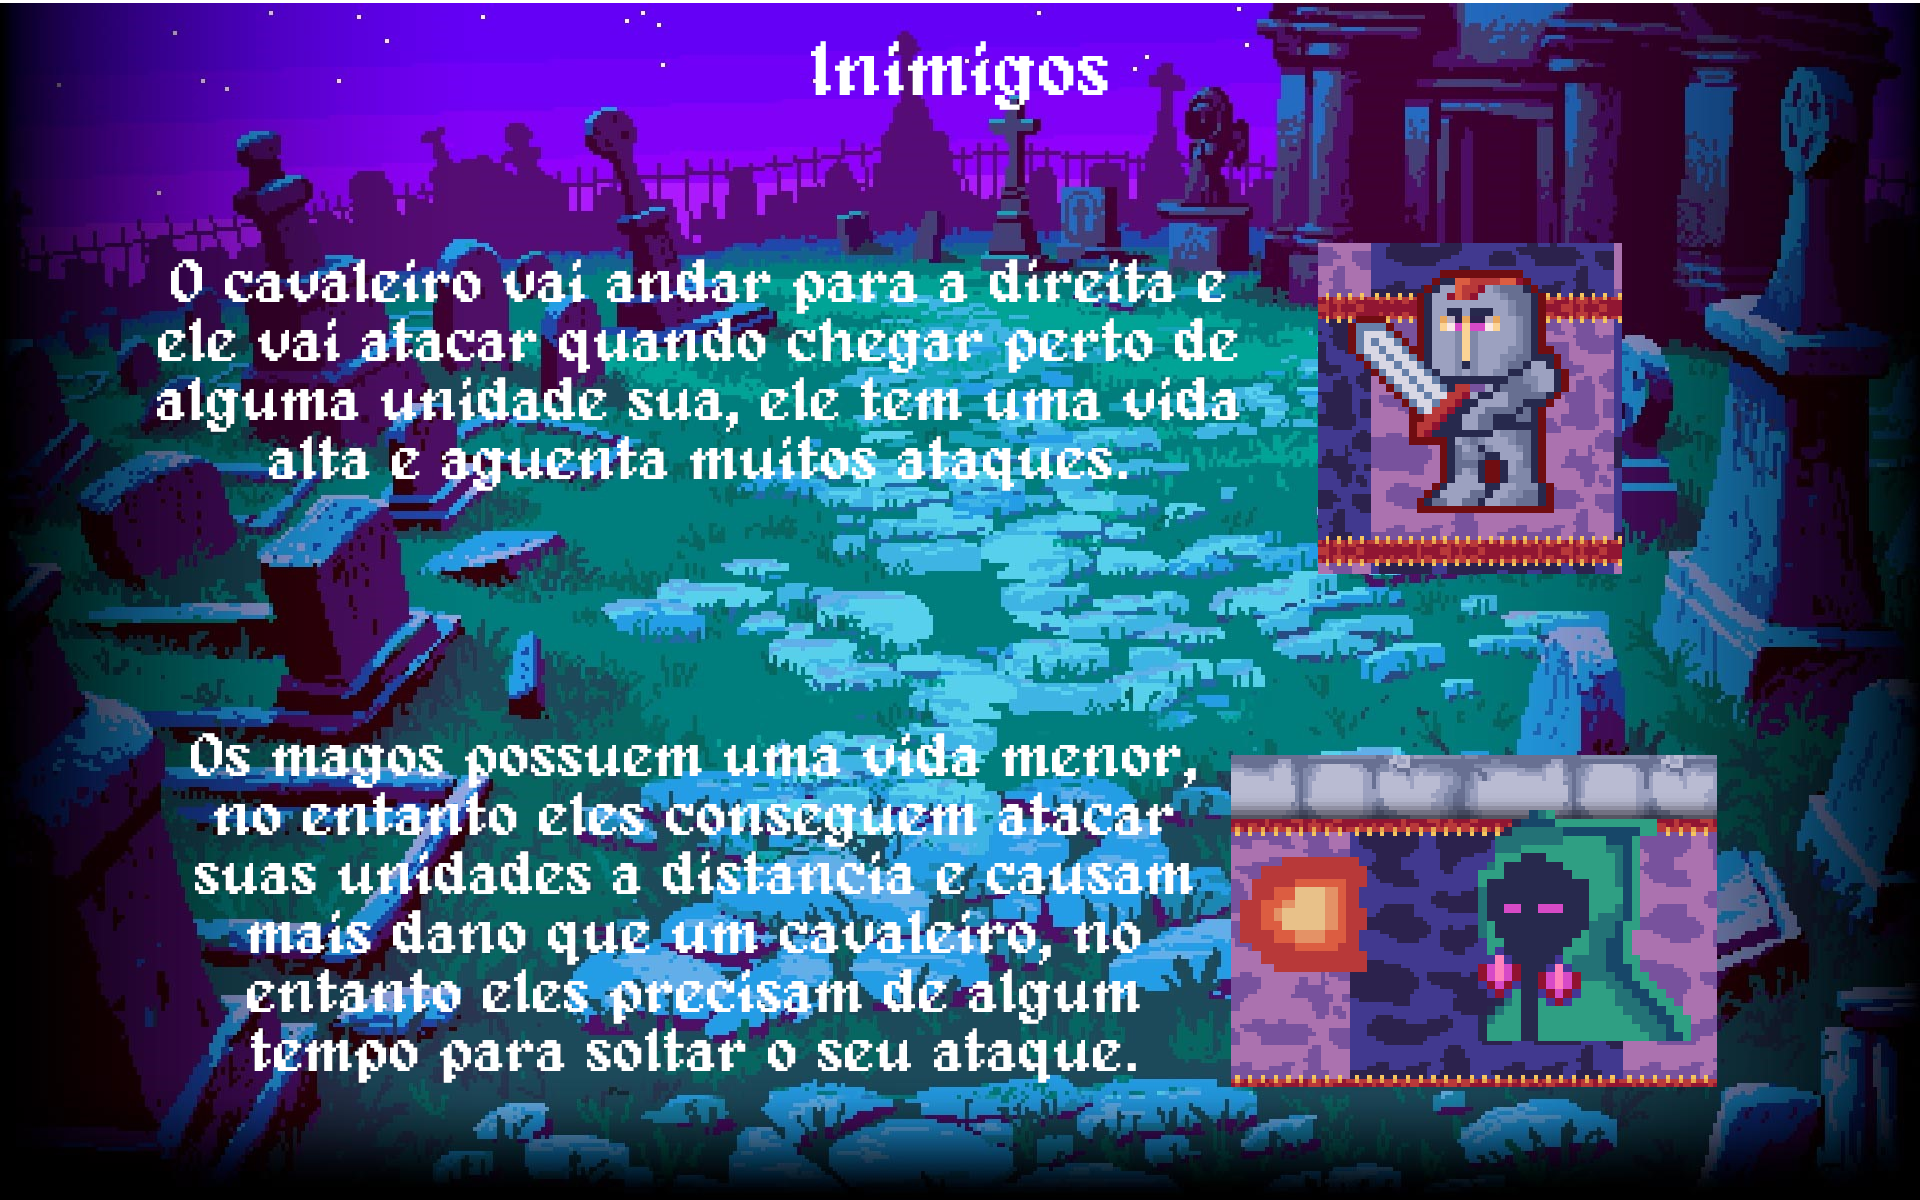 Inimigos
O cavaleiro vai andar para a direita e
ele vai atacar quando chegar perto de
alguma unidade sua, ele tem uma vida
alta e aguenta muitos ataques.
Os magos possuem uma vida menor,
no entanto eles conseguem atacar
suas unidades a distancia e causam
mais dano que um cavaleiro, no
entanto eles precisam de algum
tempo para soltar o seu ataque.